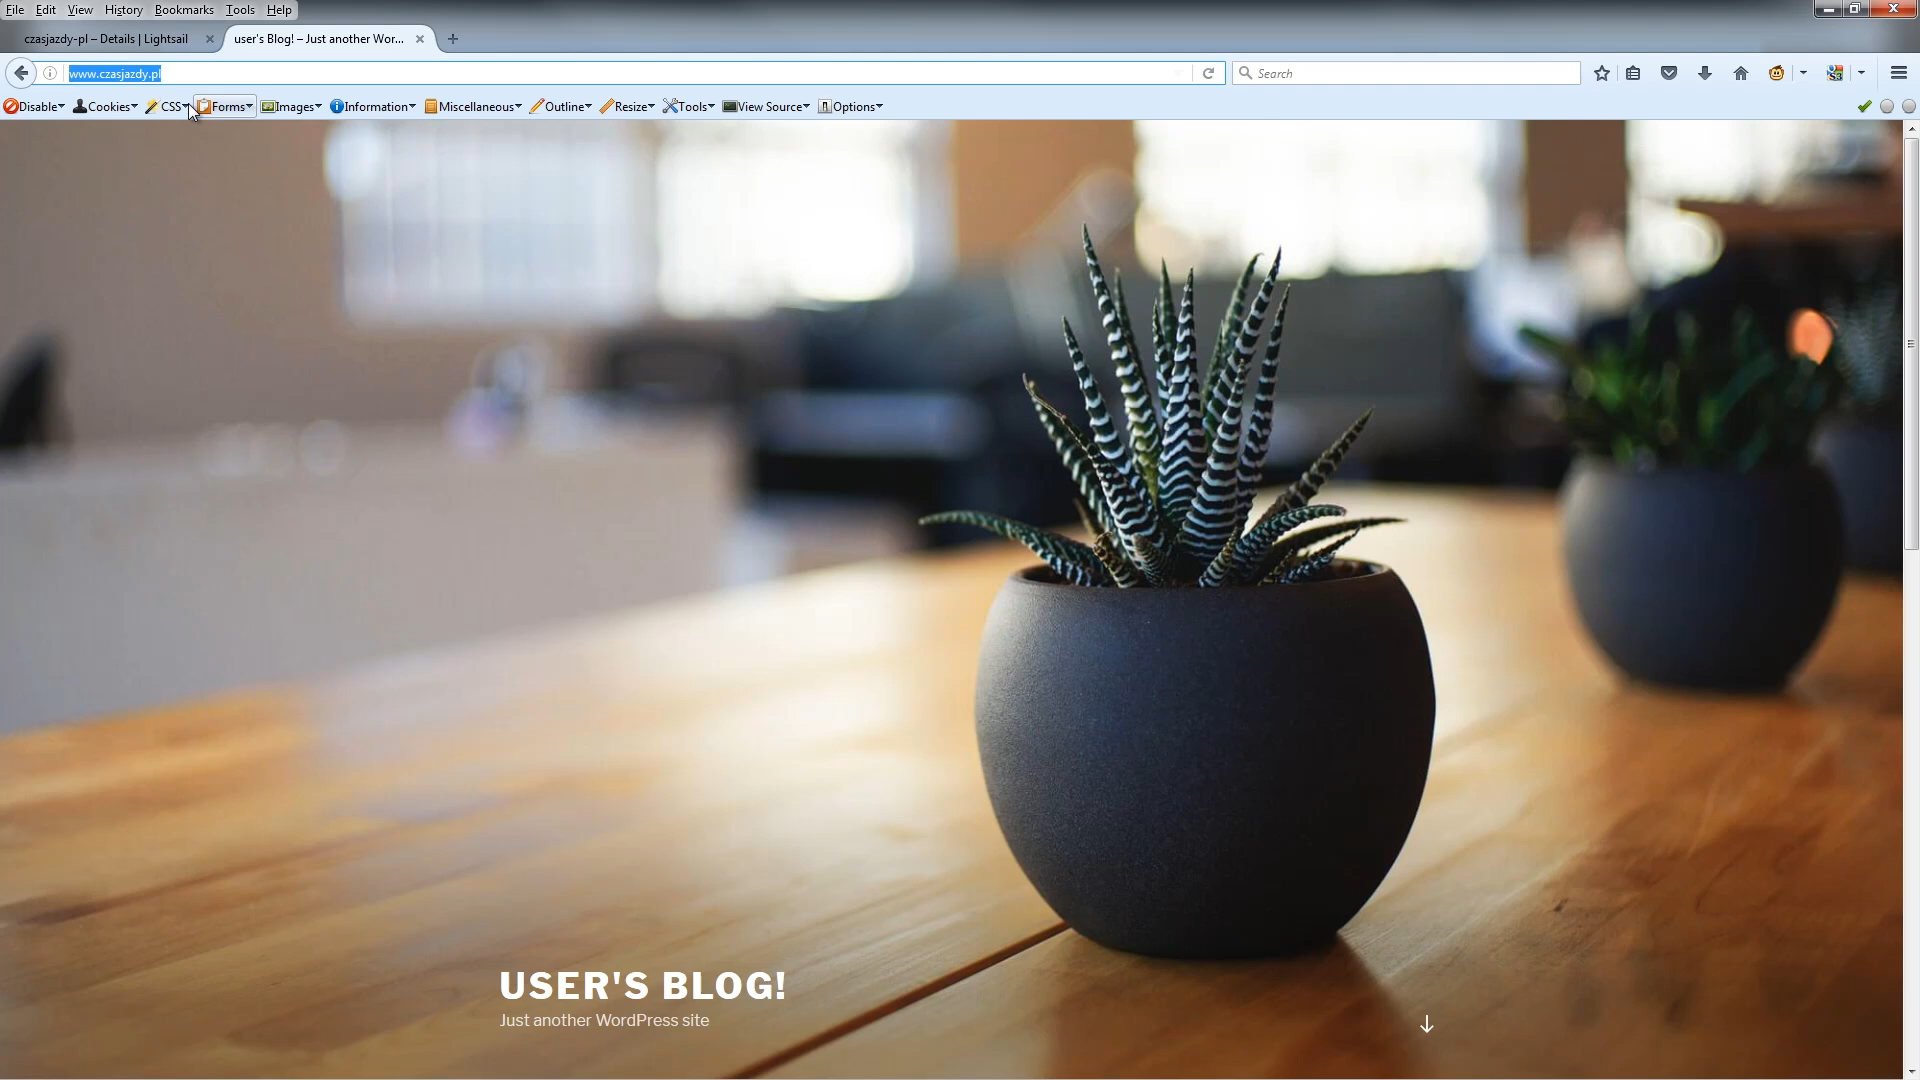 File Edit View History Bookmarks Tools Help
czasjazdy-pl – Details | Lightsail user's Blog! – Just another Wor...
www.czasjazdy.pl Search
Disable Cookies CSS Forms Images Information Miscellaneous Outline Resize Tools View Source Options
USER'S BLOG!
Just another WordPress site